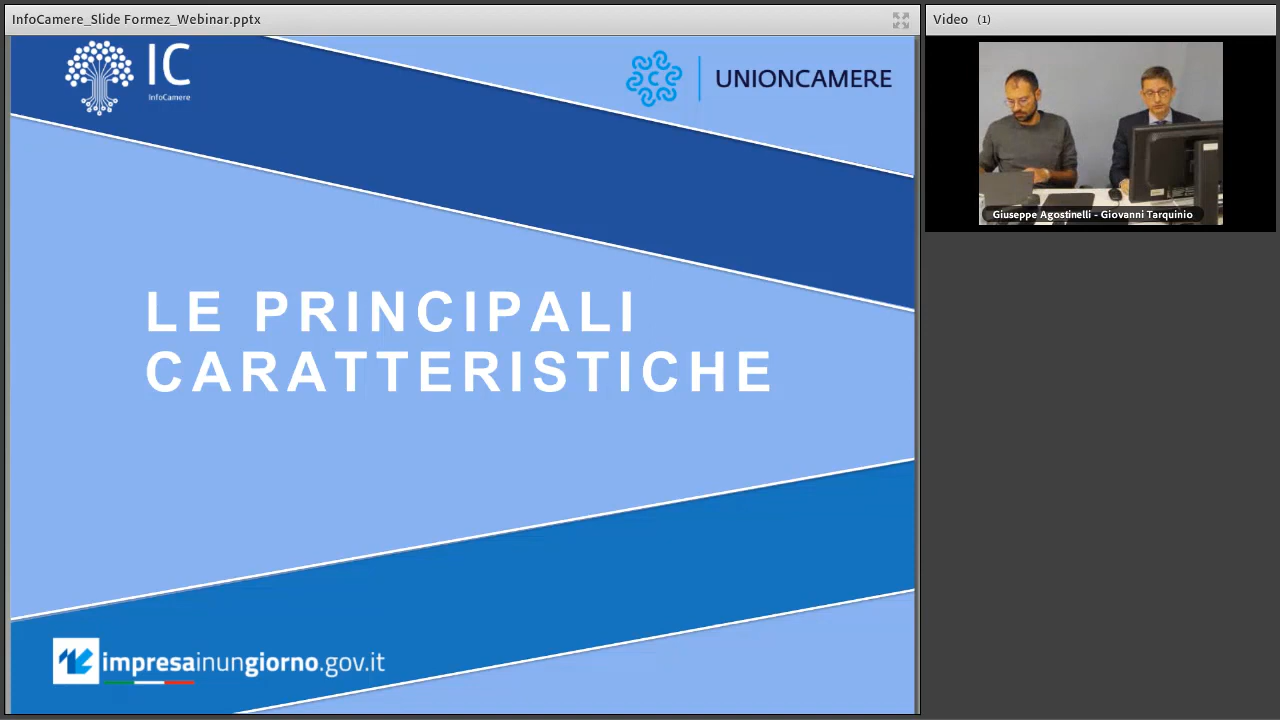 InfoCamere_Slide Formez_Webinar.pptx
Video (1)
IC
InfoCamere
UNIONCAMERE
Giuseppe Agostinelli - Giovanni Tarquinio
LE PRINCIPALI
CARATTERISTICHE
impresainungiorno.gov.it